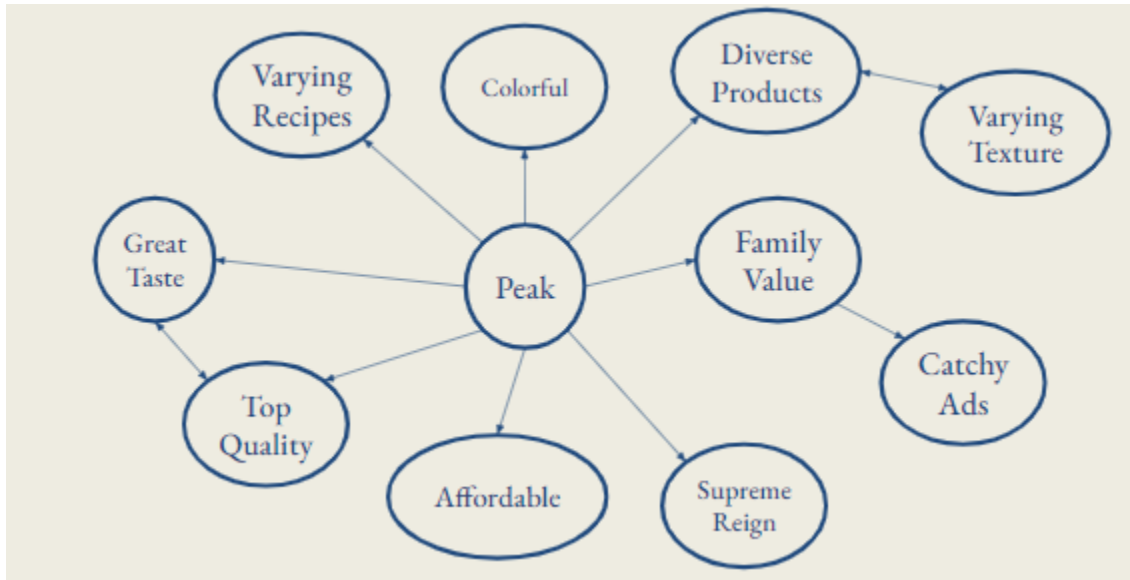 Varying
Recipes
Colorful
Diverse
Products
Varying
Texture
Great
Taste
Peak
Family
Value
Catchy
Ads
Top
Quality
Affordable
Supreme
Reign